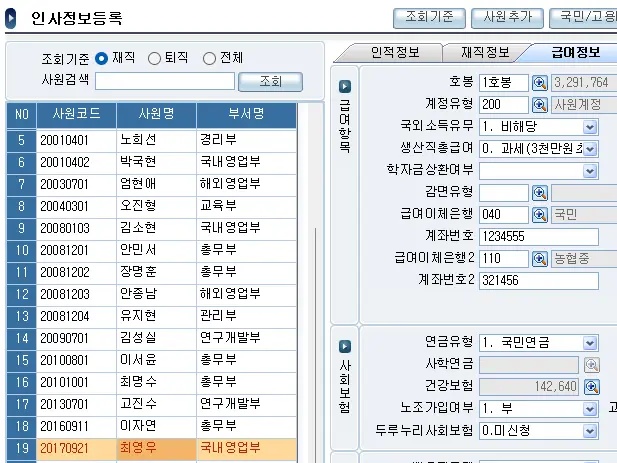 인사정보등록
조회기준 사원추가 국민/고용
조회기준 재직 퇴직 전체
사원검색 조회
NO 사원코드 사원명 부서명
5 20010401 노희선 경리부
6 20010402 박국현 국내영업부
7 20030701 엄현애 해외영업부
8 20040301 오진형 교육부
9 20080103 김소현 국내영업부
10 20081201 안민서 총무부
11 20081202 장명훈 총무부
12 20081203 안종남 해외영업부
13 20081204 유지현 관리부
14 20090701 김성실 연구개발부
15 20100801 이서윤 총무부
16 20101001 최명수 총무부
17 20130701 고진수 연구개발부
18 20160911 이자연 총무부
19 20170921 최영우 국내영업부
인적정보 재직정보 급여정보
급여항목
호봉 1호봉 3,291,764
계정유형 200 사원계정
국외소득유무 1. 비해당
생산직총급여 0. 과세(3천만원
학자금상환여부
감면유형
급여이체은행 040 국민
계좌번호 1234555
급여이체은행2 110 농협중
계좌번호2 321456
사회보험
연금유형 1. 국민연금
사학연금
건강보험 142,640
노조가입여부 1. 부
두루누리사회보험 0.미신청